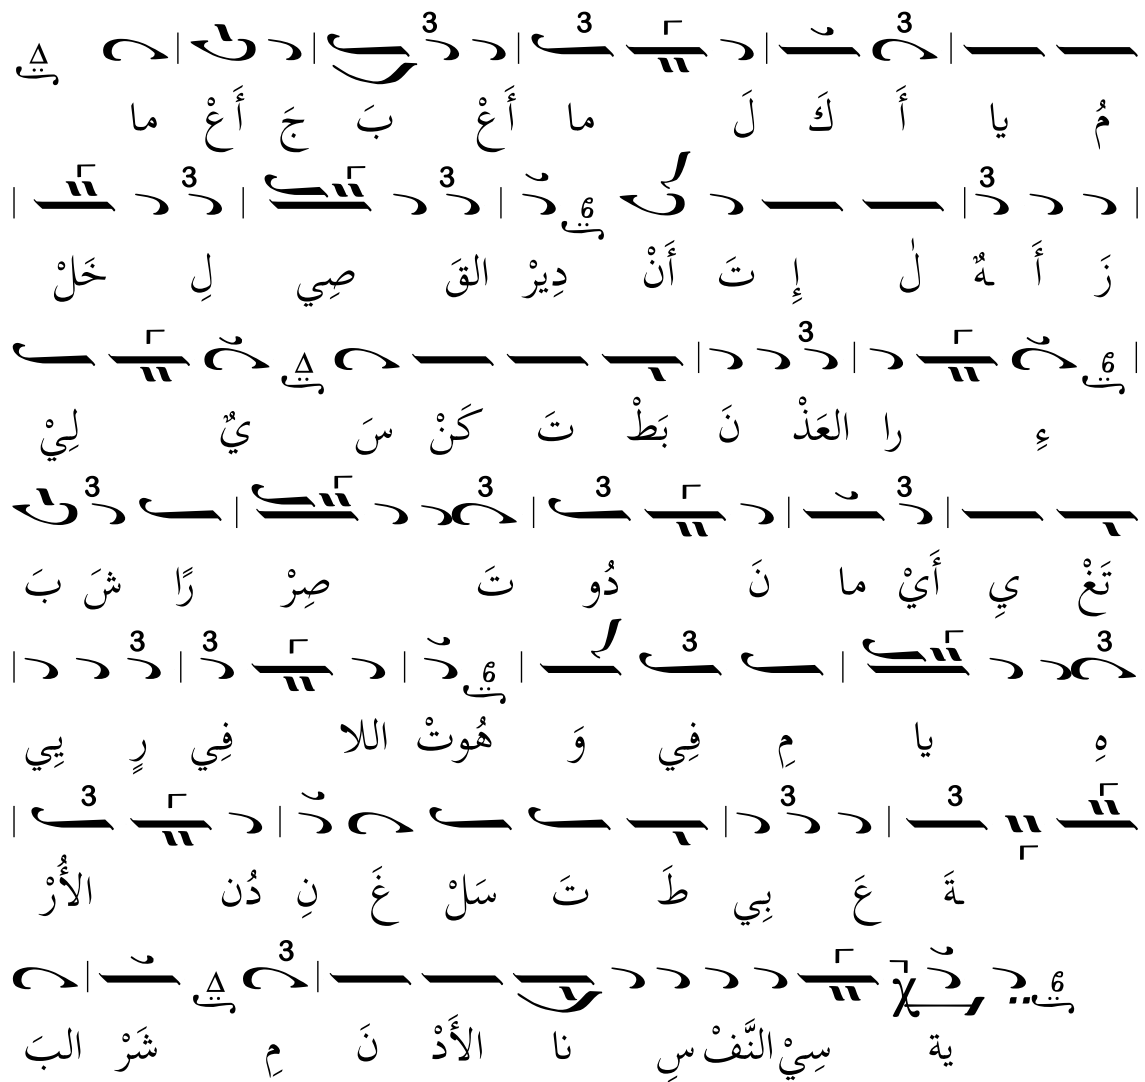 ما أَعْ جَ بَ أَعْ ما لَ كَ أَ يا مُ
خَلْ لِ صِي القَ دِيرْ أَنْ تَ إِ لٰ هٌ أَ زَ
لِيْ يٌ سَ كَنْ تَ بَطْ نَ العَذْ را ءِ
بَ شَ رًا صِرْ تَ دُو نَ ما أَيْ يِ تَغْ
يِي رٍ فِي اللا هُوتْ وَ فِي مِ يا هِ
الأُرْ دُن نِ غَ سَلْ تَ طَ بِي عَ ةَ
البَ شَرْ مِ نَ الأَدْ نا سِ النَّفْ سِيْ ية